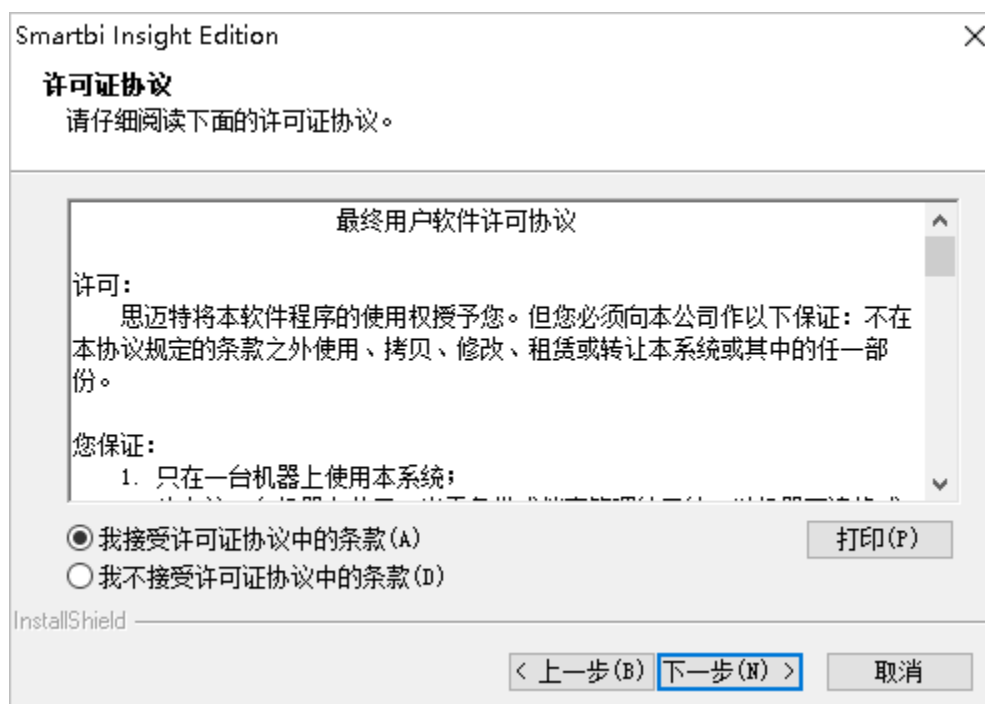 Smartbi Insight Edition
许可证协议
请仔细阅读下面的许可证协议。
最终用户软件许可协议
许可：
思迈特将本软件程序的使用权授予您。但您必须向本公司作以下保证：不在
本协议规定的条款之外使用、拷贝、修改、租赁或转让本系统或其中的任一部
份。
您保证：
1. 只在一台机器上使用本系统；
我接受许可证协议中的条款(A)
打印(P)
我不接受许可证协议中的条款(D)
InstallShield
< 上一步(B) 下一步(N) > 取消